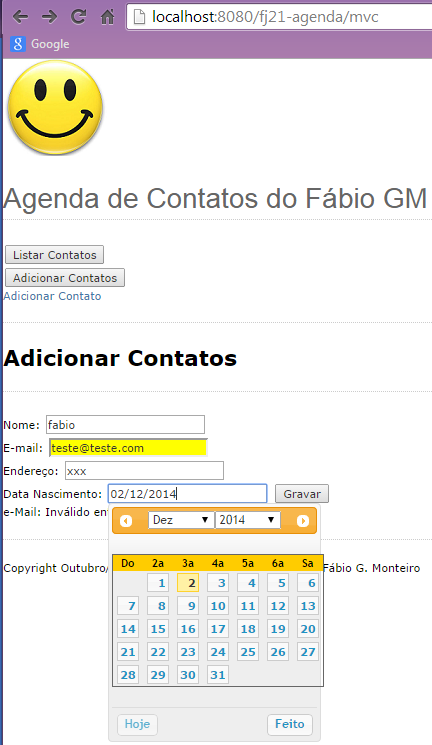 localhost:8080/fj21-agenda/mvc
Google
Agenda de Contatos do Fábio GM
Listar Contatos
Adicionar Contatos
Adicionar Contato
Adicionar Contatos
Nome: fabio
E-mail: teste@teste.com
Endereço: xxx
Data Nascimento: 02/12/2014 Gravar
e-Mail: Inválido
Dez 2014
Do 2a 3a 4a 5a 6a Sa
1 2 3 4 5 6
7 8 9 10 11 12 13
14 15 16 17 18 19 20
21 22 23 24 25 26 27
28 29 30 31
Hoje Feito
Copyright Outubro/ Fábio G. Monteiro